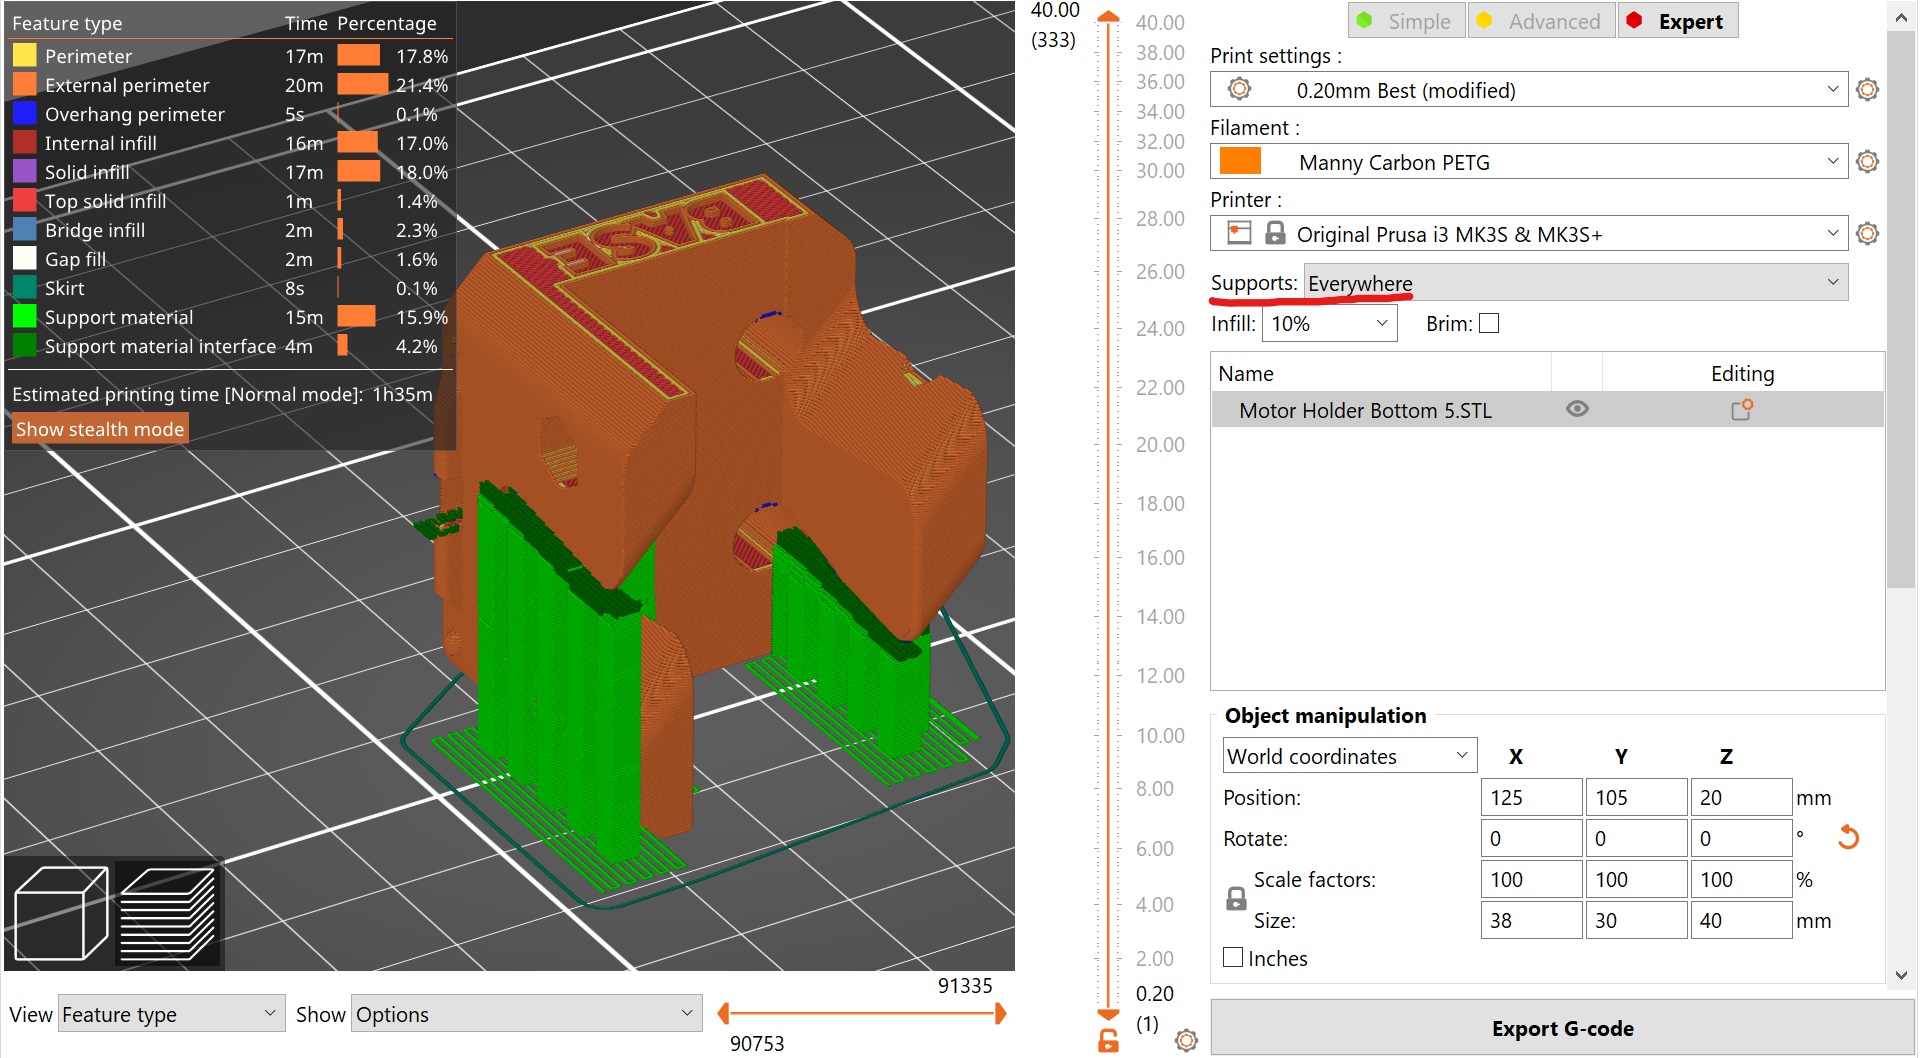 Feature type Time Percentage
Perimeter 17m 17.8%
External perimeter 20m 21.4%
Overhang perimeter 5s 0.1%
Internal infill 16m 17.0%
Solid infill 17m 18.0%
Top solid infill 1m 1.4%
Bridge infill 2m 2.3%
Gap fill 2m 1.6%
Skirt 8s 0.1%
Support material 15m 15.9%
Support material interface 4m 4.2%
Estimated printing time [Normal mode]: 1h35m
Show stealth mode
BASE
View Feature type Show Options
91335
90753
40.00
(333)
40.00
38.00
36.00
34.00
32.00
30.00
28.00
26.00
24.00
22.00
20.00
18.00
16.00
14.00
12.00
10.00
8.00
6.00
4.00
2.00
0.20
(1)
Simple Advanced Expert
Print settings :
0.20mm Best (modified)
Filament :
Manny Carbon PETG
Printer :
Original Prusa i3 MK3S & MK3S+
Supports: Everywhere
Infill: 10% Brim:
Name Editing
Motor Holder Bottom 5.STL
Object manipulation
World coordinates X Y Z
Position: 125 105 20 mm
Rotate: 0 0 0 °
Scale factors: 100 100 100 %
Size: 38 30 40 mm
Inches
Export G-code